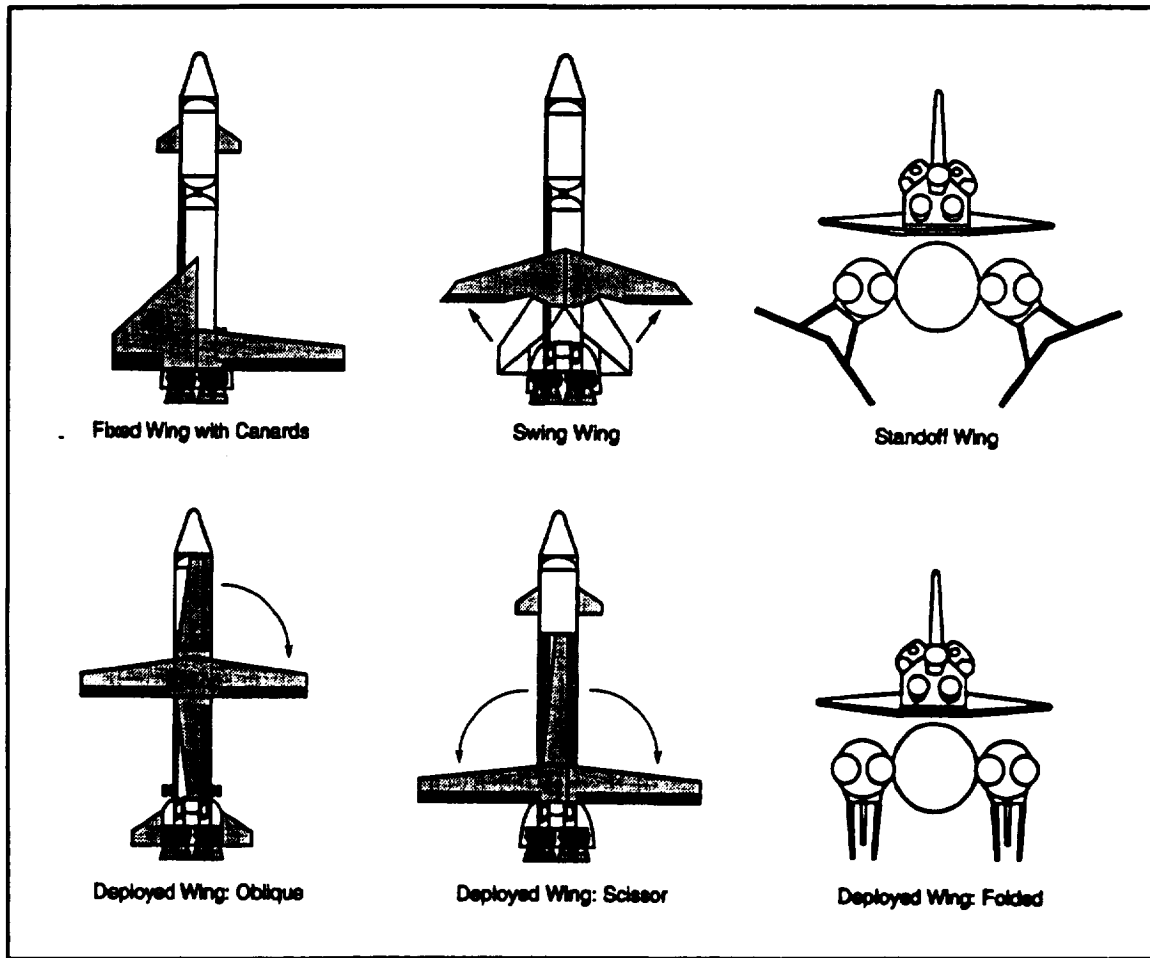 Fixed Wing with Canards
Swing Wing
Standoff Wing
Deployed Wing: Oblique
Deployed Wing: Scissor
Deployed Wing: Folded